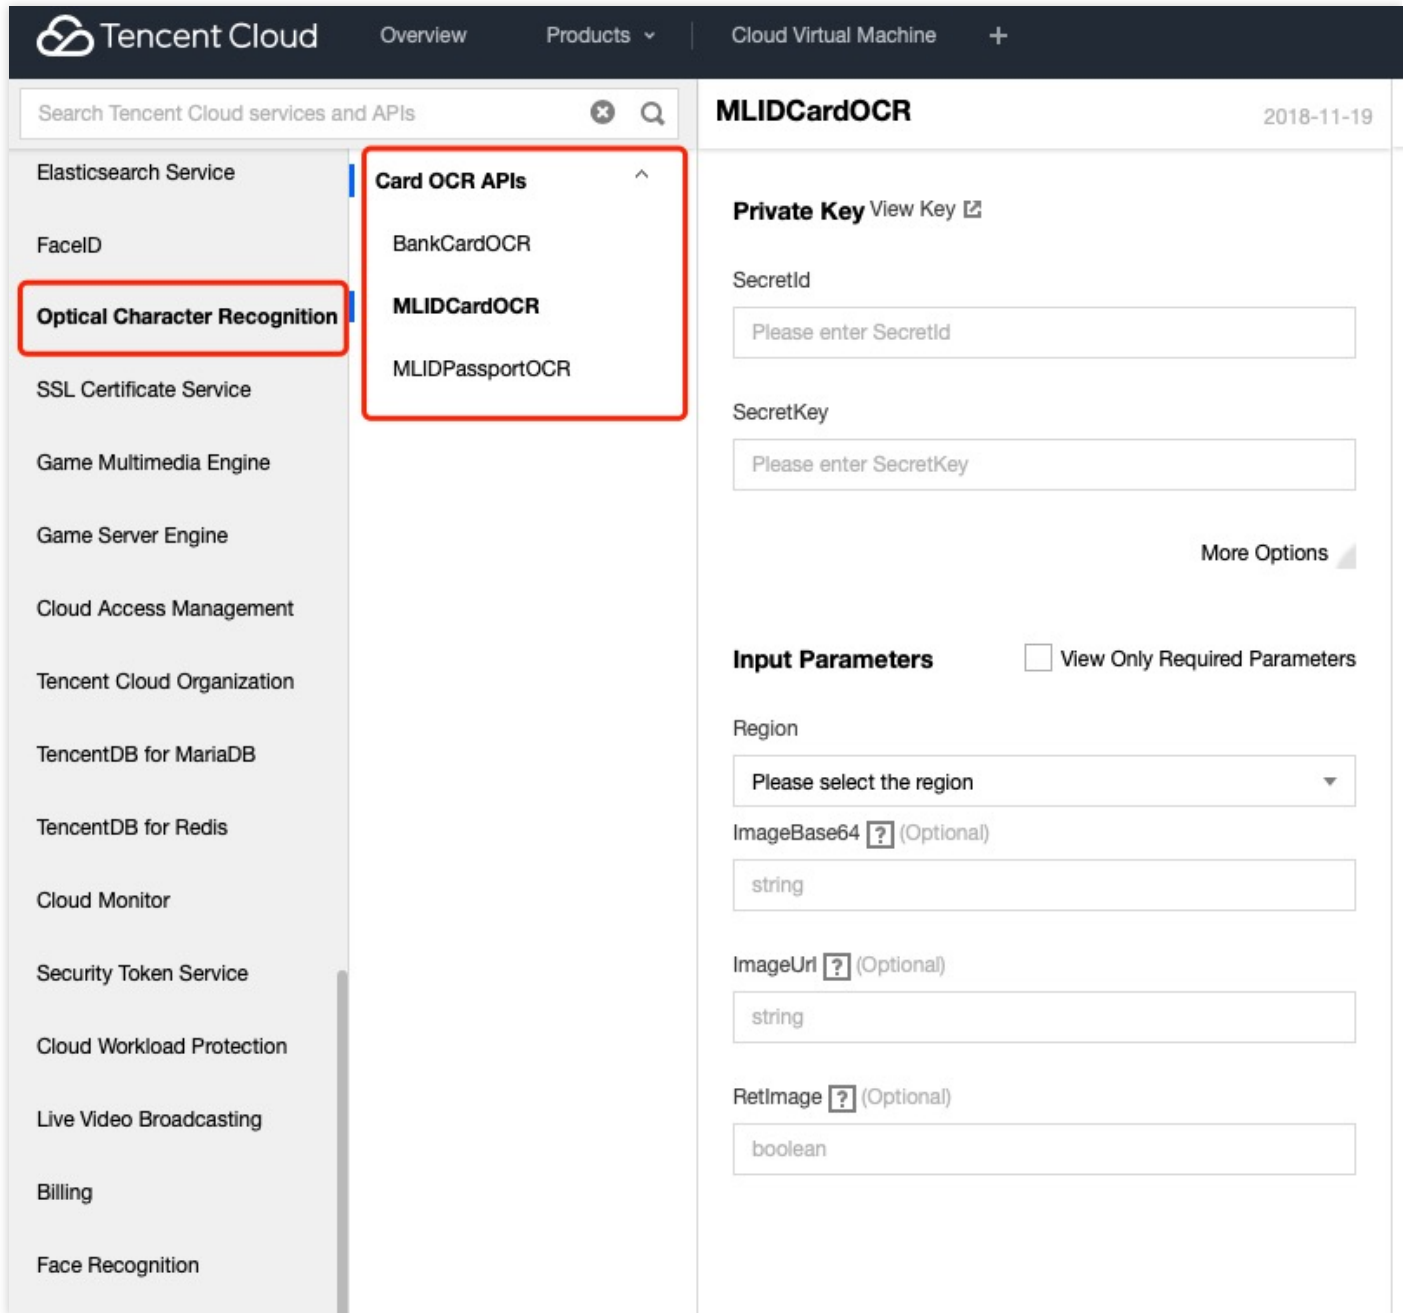 Tencent Cloud Overview Products Cloud Virtual Machine +
Search Tencent Cloud services and APIs
Elasticsearch Service
FaceID
Optical Character Recognition
SSL Certificate Service
Game Multimedia Engine
Game Server Engine
Cloud Access Management
Tencent Cloud Organization
TencentDB for MariaDB
TencentDB for Redis
Cloud Monitor
Security Token Service
Cloud Workload Protection
Live Video Broadcasting
Billing
Face Recognition
Card OCR APIs
BankCardOCR
MLIDCardOCR
MLIDPassportOCR
MLIDCardOCR 2018-11-19
Private Key View Key
SecretId
Please enter SecretId
SecretKey
Please enter SecretKey
More Options
Input Parameters View Only Required Parameters
Region
Please select the region
ImageBase64 ? (Optional)
string
ImageUrl ? (Optional)
string
RetImage ? (Optional)
boolean